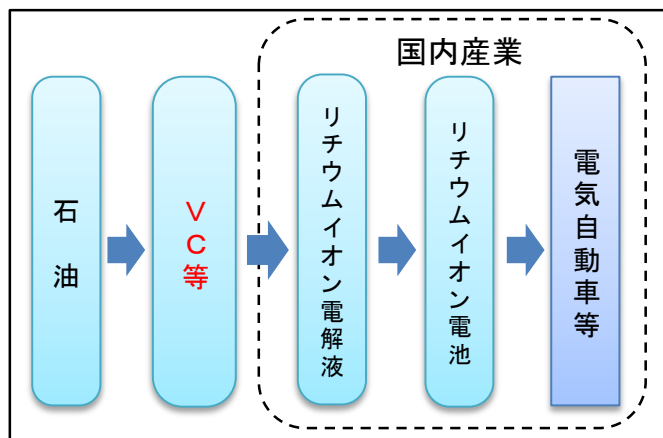 国内産業
石油
ＶＣ等
リチウムイオン電解液
リチウムイオン電池
電気自動車等